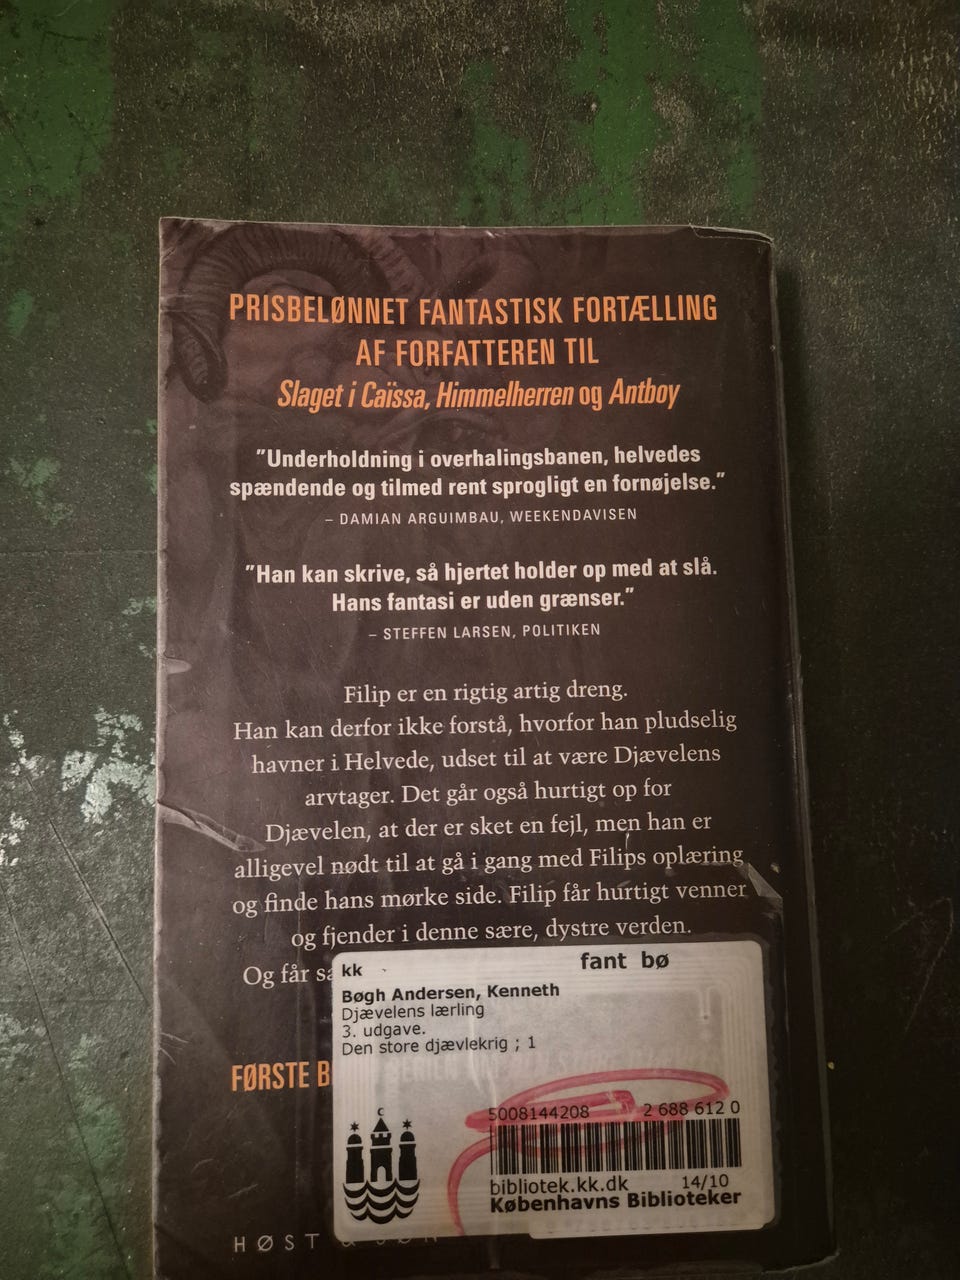 PRISBELØNNET FANTASTISK FORTÆLLING
AF FORFATTEREN TIL
Slaget i Caïssa, Himmelherren og Antboy
"Underholdning i overhalingsbanen, helvedes
spændende og tilmed rent sprogligt en fornøjelse."
– DAMIAN ARGUIMBAU, WEEKENDAVISEN
"Han kan skrive, så hjertet holder op med at slå.
Hans fantasi er uden grænser."
– STEFFEN LARSEN, POLITIKEN
Filip er en rigtig artig dreng.
Han kan derfor ikke forstå, hvorfor han pludselig
havner i Helvede, udset til at være Djævelens
arvtager. Det går også hurtigt op for
Djævelen, at der er sket en fejl, men han er
alligevel nødt til at gå i gang med Filips oplæring
og finde hans mørke side. Filip får hurtigt venner
og fjender i denne sære, dystre verden.
Og får
kk
fant bø
Bøgh Andersen, Kenneth
Djævelens lærling
3. udgave.
Den store djævlekrig ; 1
FØRSTE
5008144208 2 688 612 0
bibliotek.kk.dk 14/10
Københavns Biblioteker
HØST